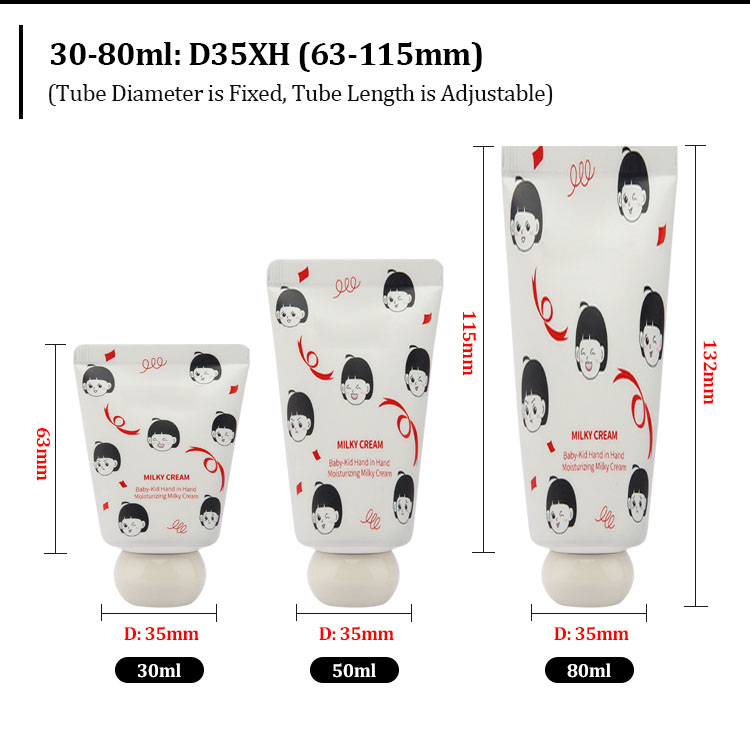 30-80ml: D35XH (63-115mm)
(Tube Diameter is Fixed, Tube Length is Adjustable)
63mm
MILKY CREAM
Baby-Kid Hand in Hand
Moisturizing Milky Cream
D: 35mm
30ml
MILKY CREAM
Baby-Kid Hand in Hand
Moisturizing Milky Cream
D: 35mm
50ml
115mm
132mm
MILKY CREAM
Baby-Kid Hand in Hand
Moisturizing Milky Cream
D: 35mm
80ml